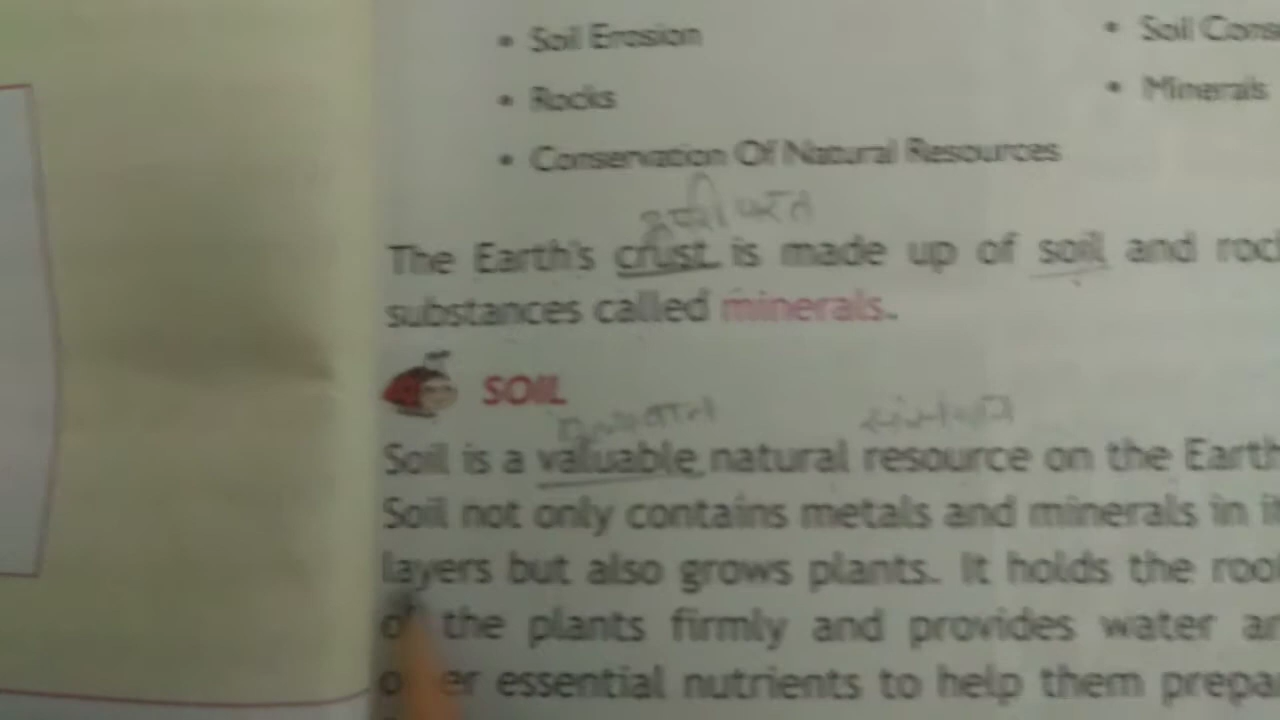 • Soil Erosion • Soil Cons
• Rocks • Minerals
• Conservation Of Natural Resources
परत
The Earth's crust is made up of soil and roc
substances called minerals.
SOIL
Soil is a valuable natural resource on the Earth
Soil not only contains metals and minerals in i
layers but also grows plants. It holds the roo
the plants firmly and provides water a
essential nutrients to help them prepa